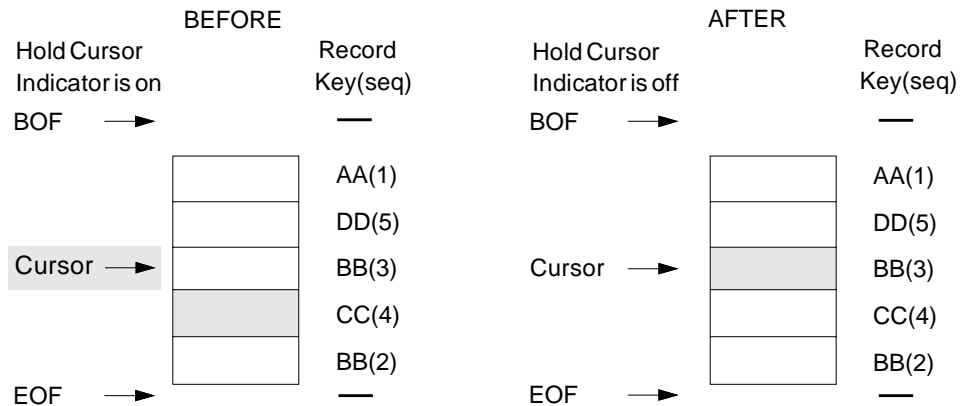 BEFORE
Hold Cursor
Indicator is on
Record
Key(seq)
BOF
AA(1)
DD(5)
Cursor
BB(3)
CC(4)
BB(2)
EOF
AFTER
Hold Cursor
Indicator is off
Record
Key(seq)
BOF
AA(1)
DD(5)
Cursor
BB(3)
CC(4)
BB(2)
EOF